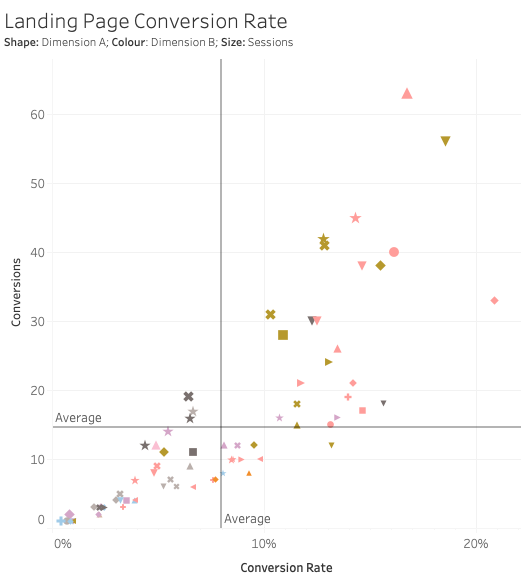 Landing Page Conversion Rate
Shape: Dimension A; Colour: Dimension B; Size: Sessions
60
50
40
30
20
10
0
Conversions
Average
Average
0%
10%
20%
Conversion Rate